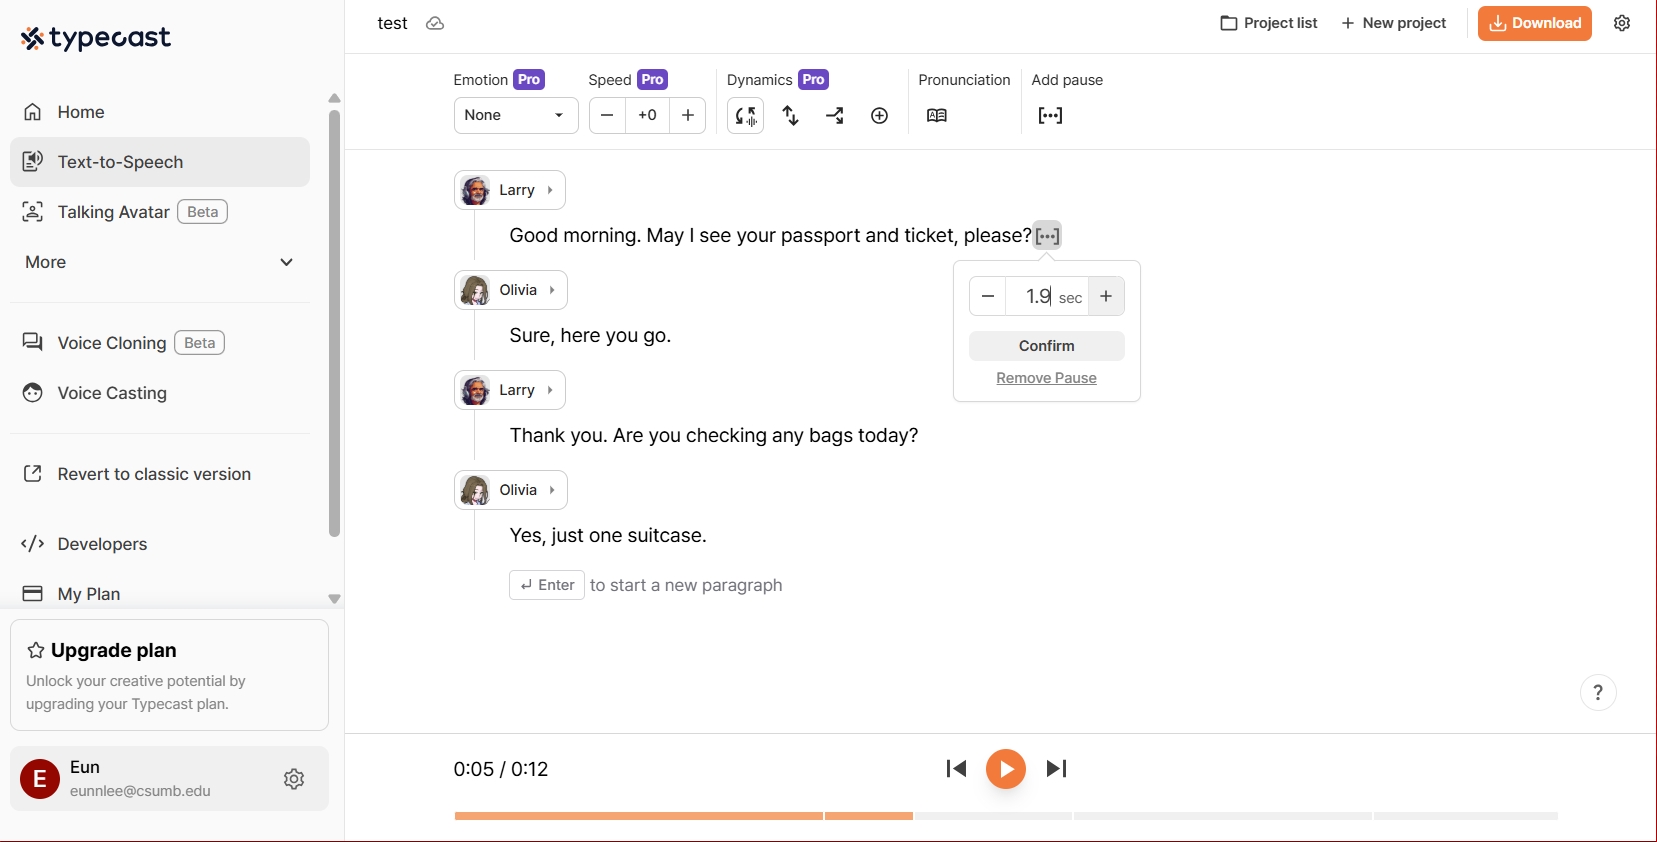 typecast
Home
Text-to-Speech
Talking Avatar Beta
More
Voice Cloning Beta
Voice Casting
Revert to classic version
Developers
My Plan
Upgrade plan
Unlock your creative potential by
upgrading your Typecast plan.
E
Eun
eunnlee@csumb.edu
test
Project list
+ New project
Download
Emotion Pro
Speed Pro
Dynamics Pro
Pronunciation
Add pause
None
− +0 +
Larry
Good morning. May I see your passport and ticket, please? [···]
− 1.9 sec +
Confirm
Remove Pause
Olivia
Sure, here you go.
Larry
Thank you. Are you checking any bags today?
Olivia
Yes, just one suitcase.
↵ Enter to start a new paragraph
?
0:05 / 0:12